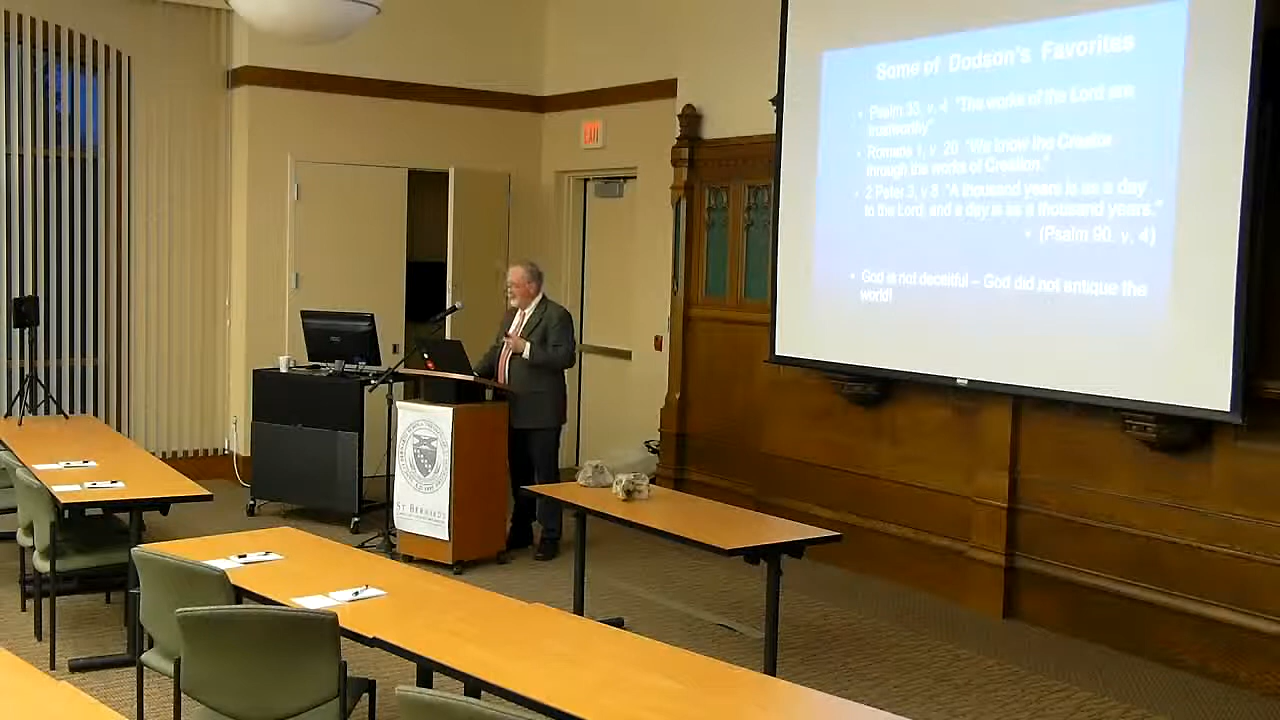 Some of Dodson's Favorites
• Psalm 33, v. 4 "The works of the Lord are
trustworthy"
• Romans 1, v. 20 "We know the Creator
through the works of Creation."
• 2 Peter 3, v 8 "A thousand years is as a day
to the Lord, and a day is as a thousand years."
• (Psalm 90, v. 4)
• God is not deceitful – God did not antique the
world!
EXIT
ST BERNARD'S